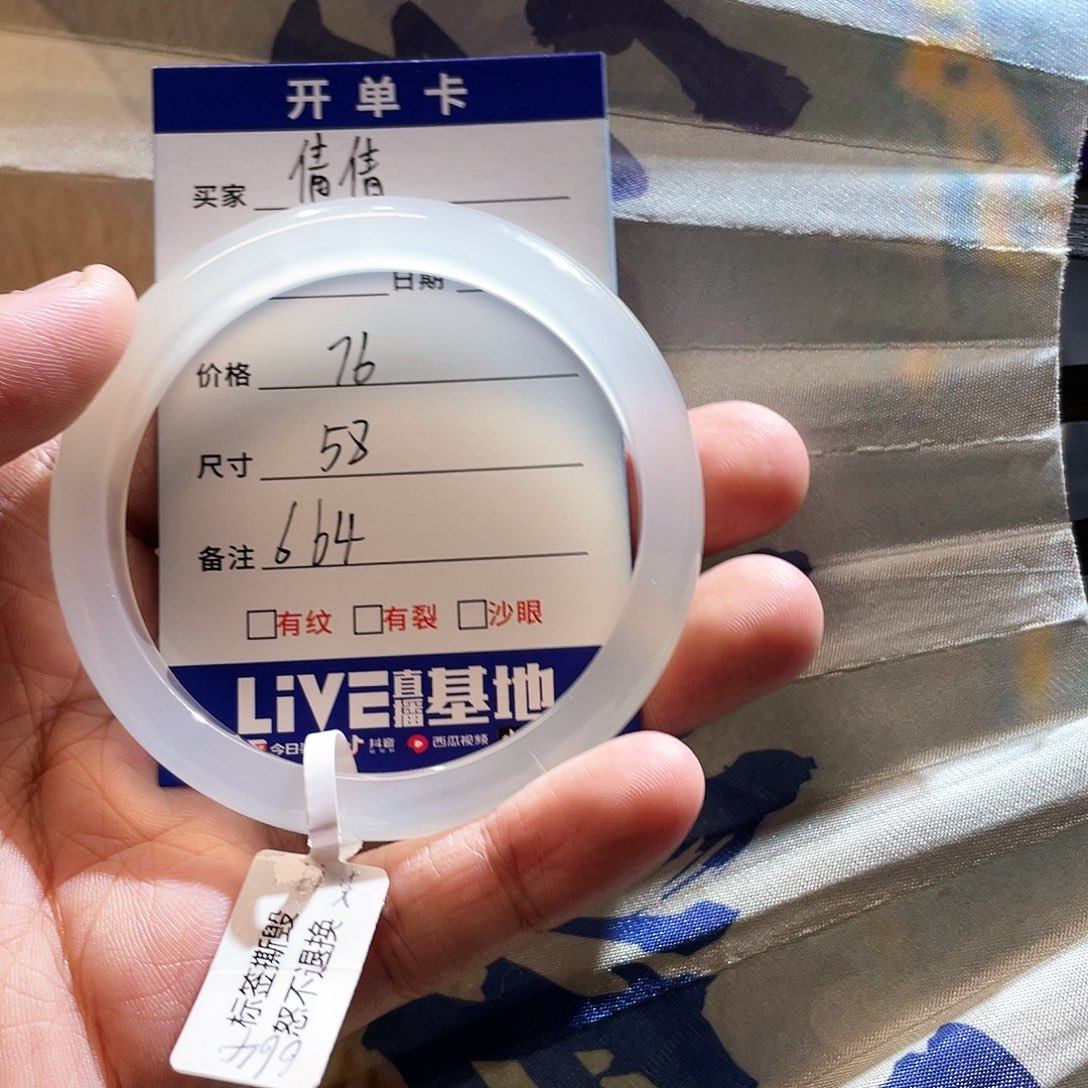 开单卡
买家 倩倩
日期
价格 76
尺寸 58
备注 664
有纹 有裂 沙眼
LiVE直播基地
今日 抖音 西瓜视频
标签撕毁
恕不退换